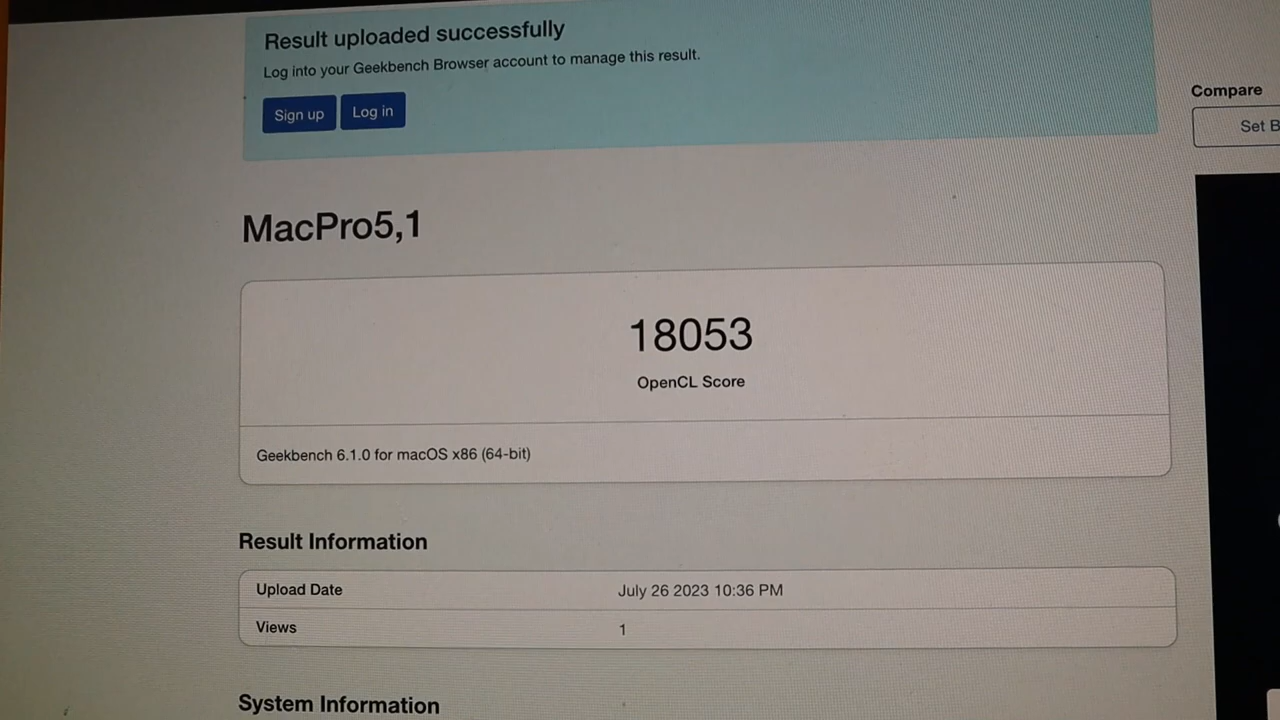 Result uploaded successfully
Log into your Geekbench Browser account to manage this result.
Sign up Log in
Compare
Set B
MacPro5,1
18053
OpenCL Score
Geekbench 6.1.0 for macOS x86 (64-bit)
Result Information
Upload Date July 26 2023 10:36 PM
Views 1
System Information